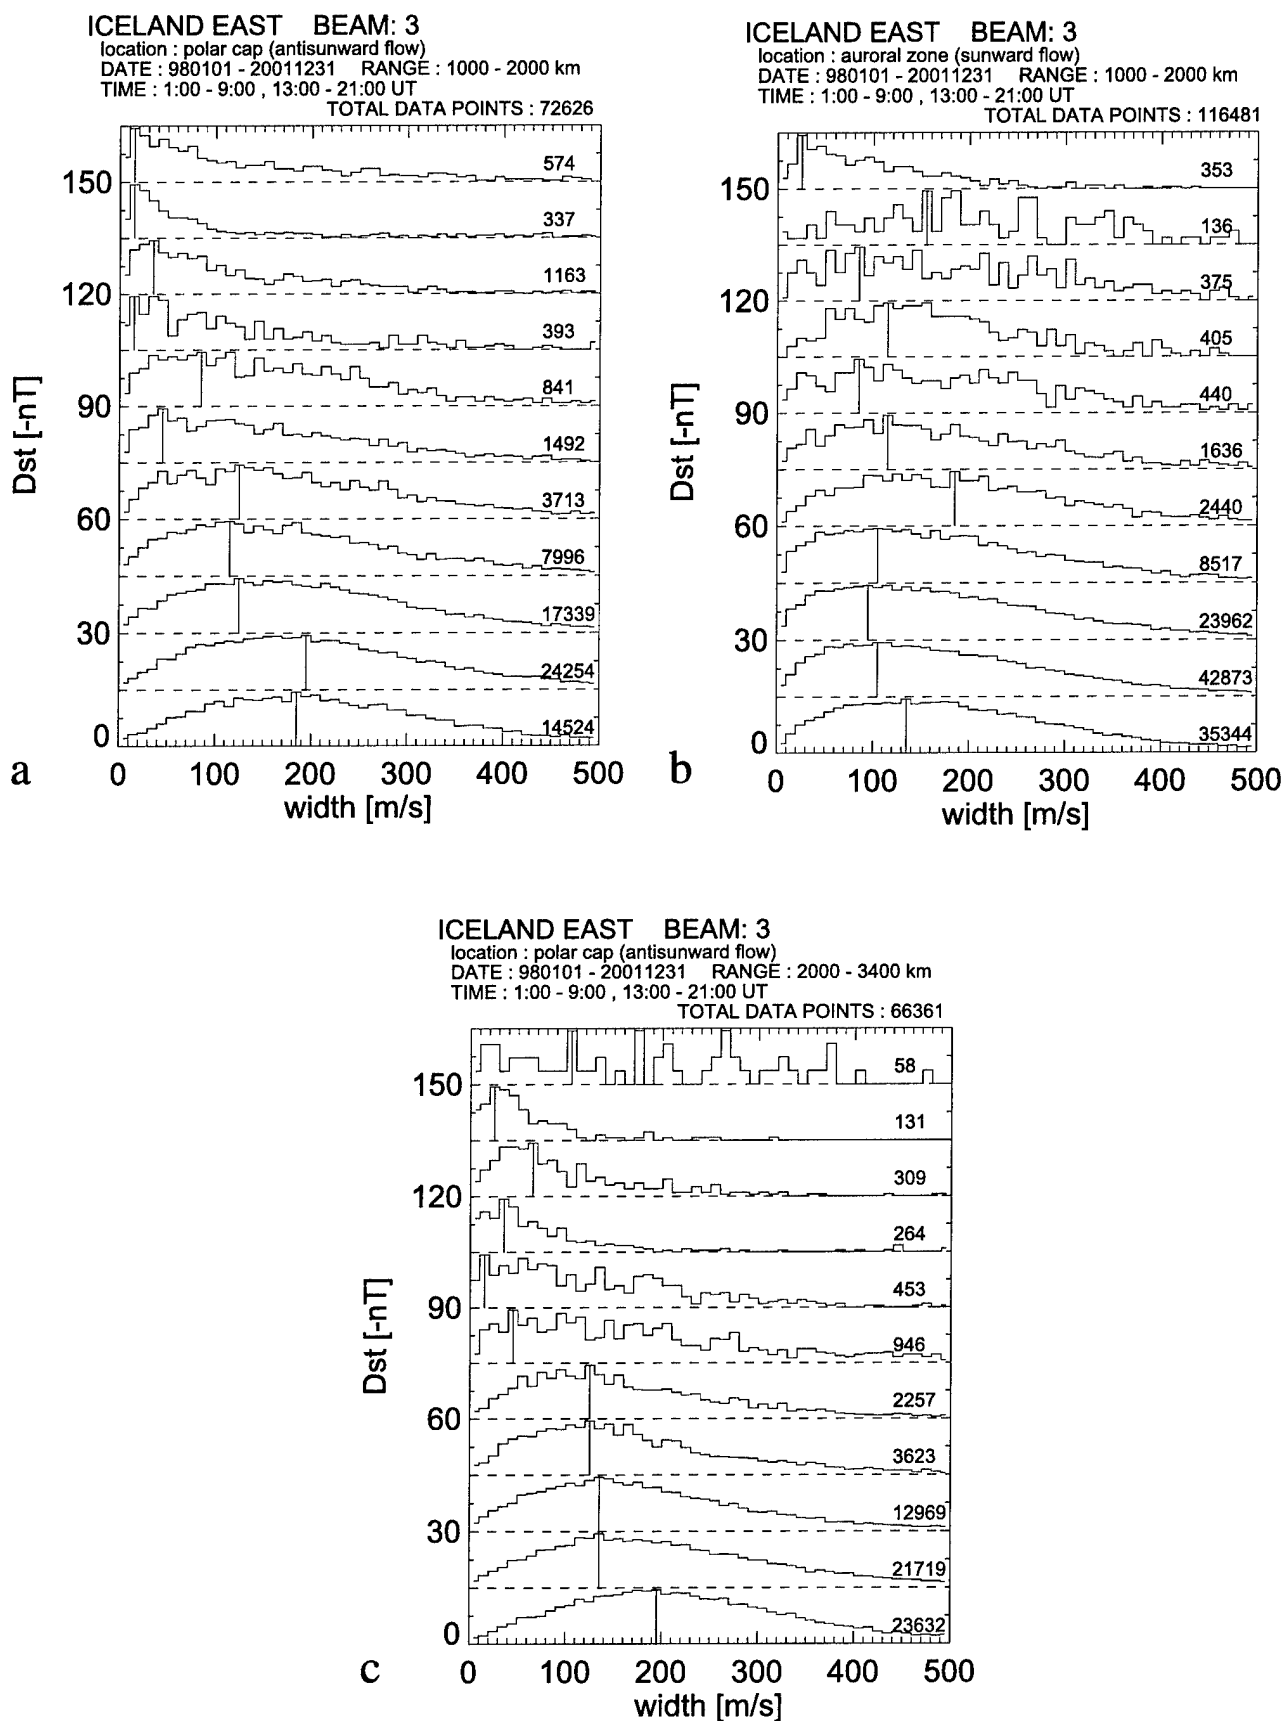 ICELAND EAST BEAM: 3
location : polar cap (antisunward flow)
DATE : 980101 - 20011231 RANGE : 1000 - 2000 km
TIME : 1:00 - 9:00 , 13:00 - 21:00 UT
TOTAL DATA POINTS : 72626
574
150
337
1163
120
393
841
90
1492
3713
60
7996
17339
30
24254
14524
0
Dst [-nT]
0 100 200 300 400 500
width [m/s]
a
ICELAND EAST BEAM: 3
location : auroral zone (sunward flow)
DATE : 980101 - 20011231 RANGE : 1000 - 2000 km
TIME : 1:00 - 9:00 , 13:00 - 21:00 UT
TOTAL DATA POINTS : 116481
353
150
136
375
120
405
440
90
1636
2440
60
8517
23962
30
42873
35344
0
Dst [-nT]
0 100 200 300 400 500
width [m/s]
b
ICELAND EAST BEAM: 3
location : polar cap (antisunward flow)
DATE : 980101 - 20011231 RANGE : 2000 - 3400 km
TIME : 1:00 - 9:00 , 13:00 - 21:00 UT
TOTAL DATA POINTS : 66361
58
150
131
309
120
264
453
90
946
2257
60
3623
12969
30
21719
23632
0
Dst [-nT]
0 100 200 300 400 500
width [m/s]
c